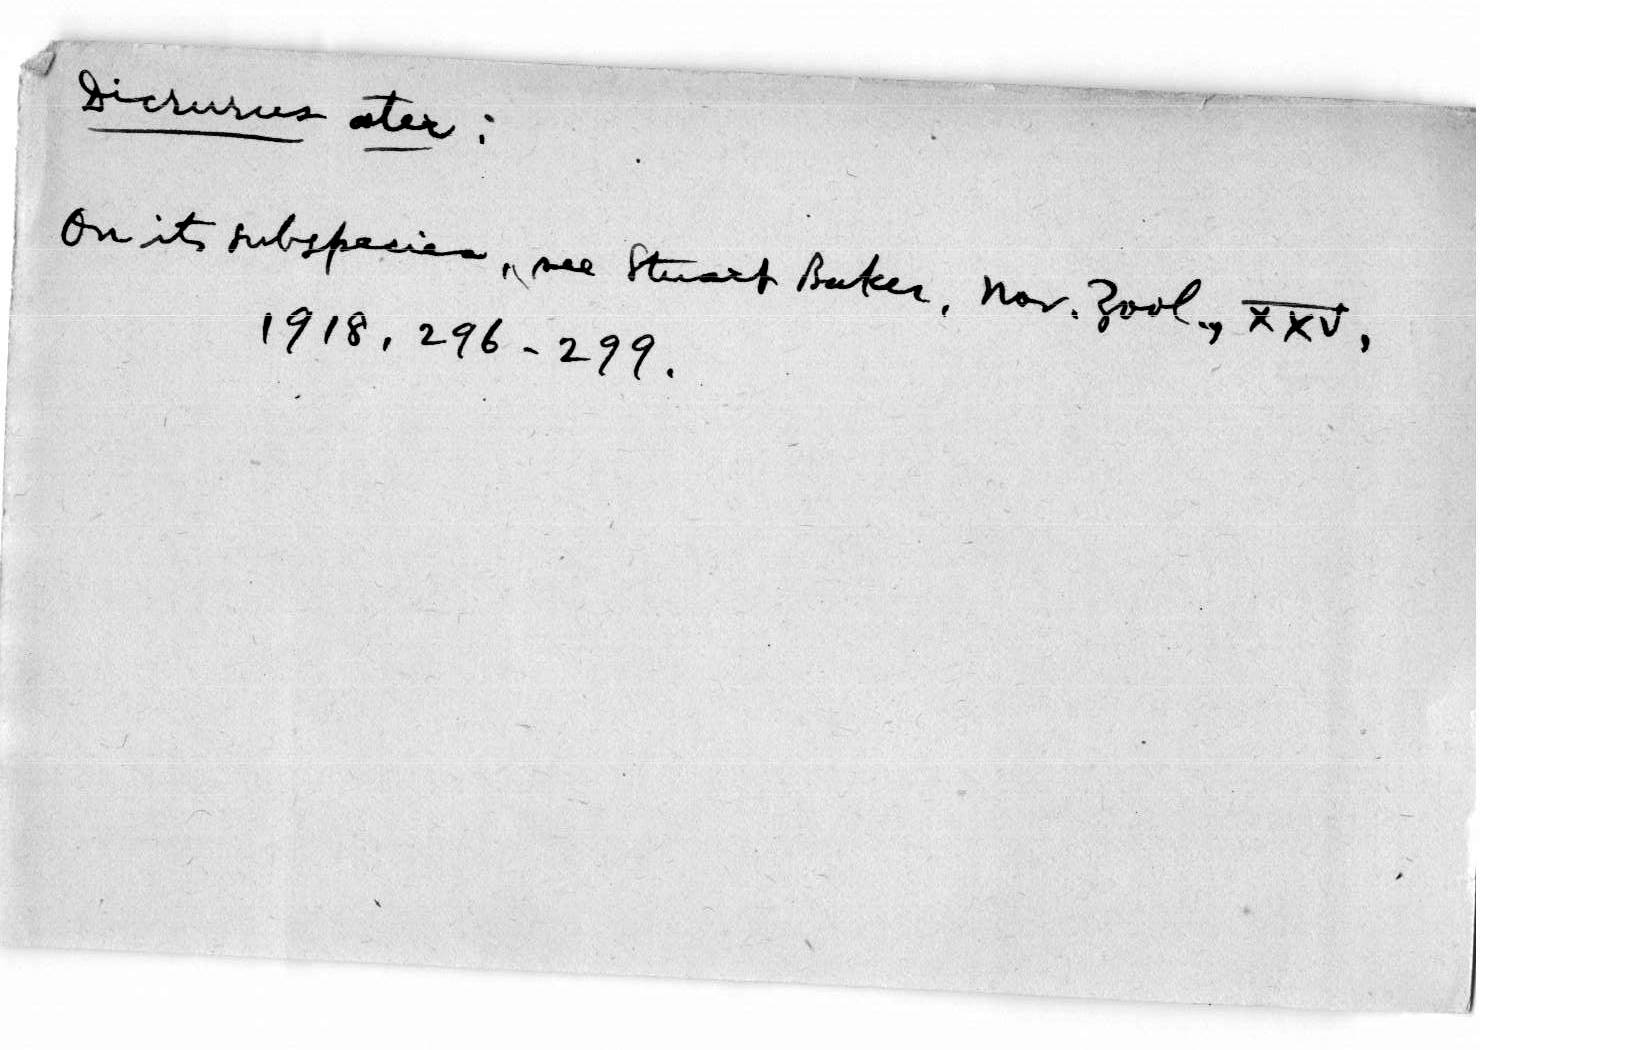 Dicrurus ater:
On its subspecies, see Stuart Baker, Nov. Zool., XXV,
1918, 296-299.